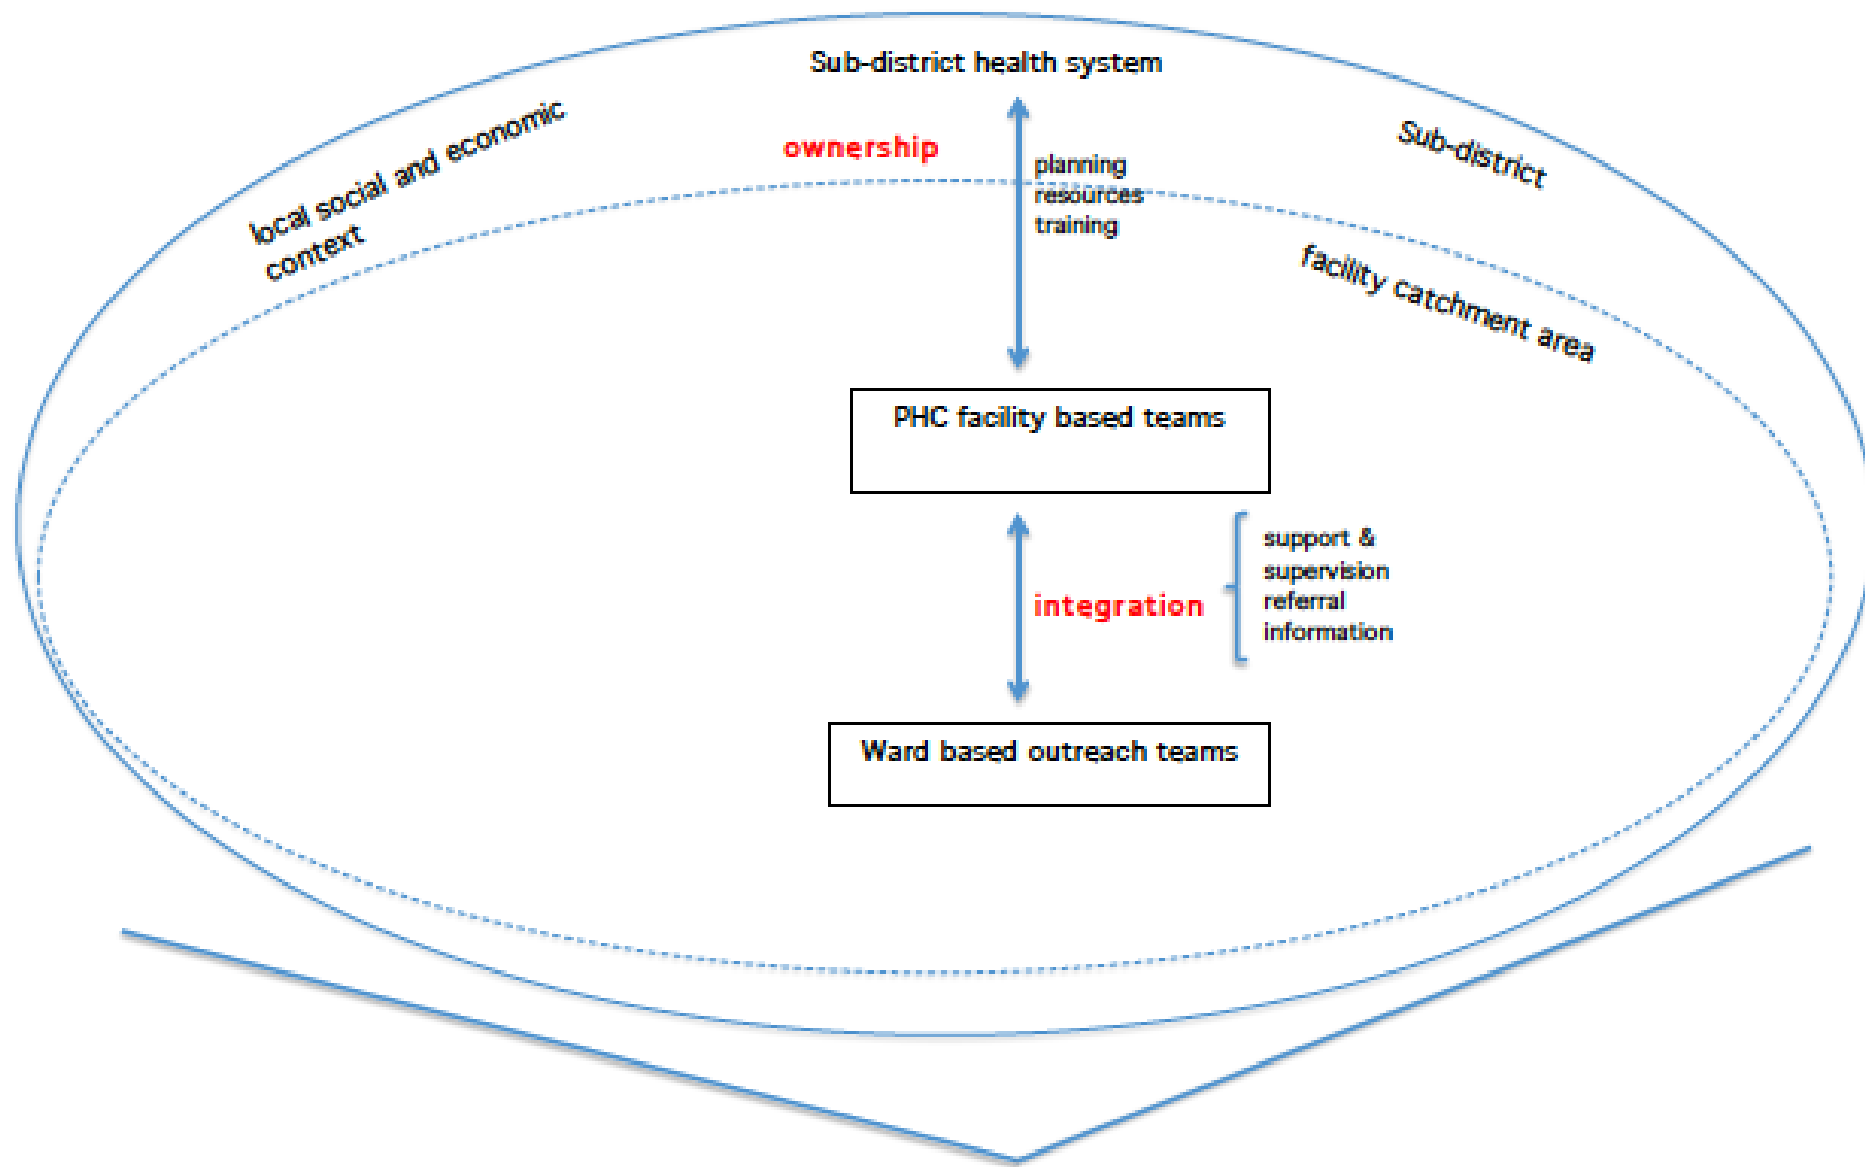 Sub-district health system
local social and economic
context
ownership
Sub-district
planning
resources
training
facility catchment area
PHC facility based teams
integration
support &
supervision
referral
information
Ward based outreach teams